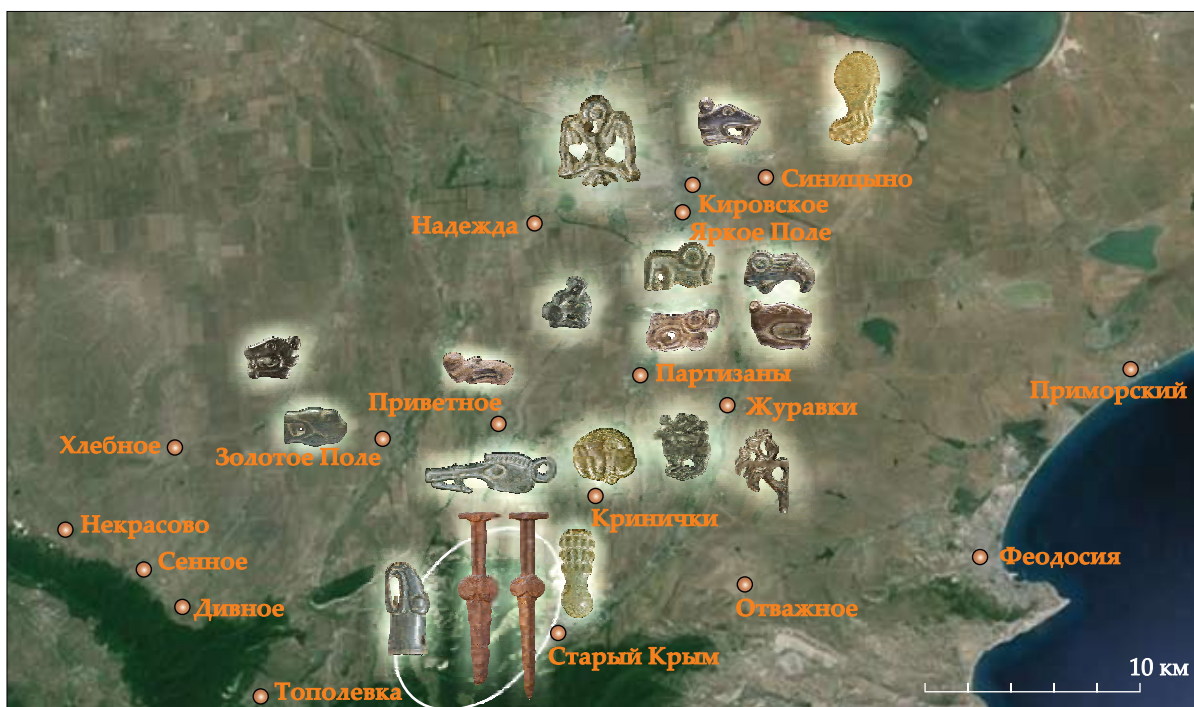 Синицыно
Кировское
Надежда
Яркое Поле
Партизаны
Приморский
Приветное
Журавки
Хлебное
Золотое Поле
Кринички
Некрасово
Сенное
Феодосия
Дивное
Отважное
Старый Крым
10 км
Тополевка